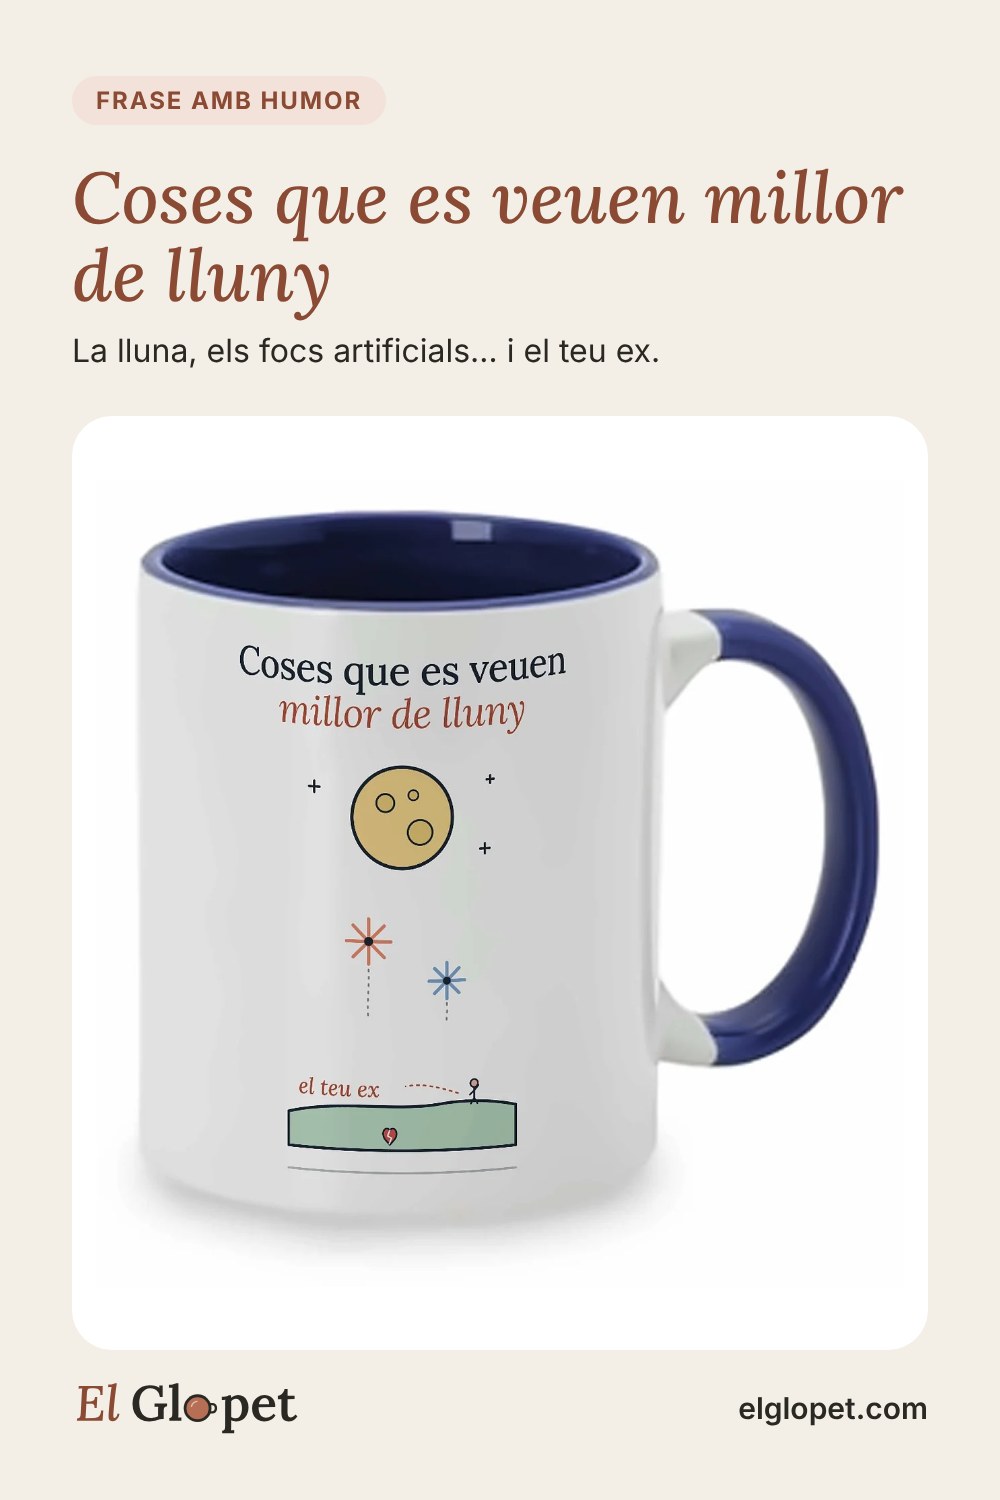 FRASE AMB HUMOR
Coses que es veuen millor
de lluny
La lluna, els focs artificials... i el teu ex.
Coses que es veuen
millor de lluny
el teu ex
El Glopet
elglopet.com